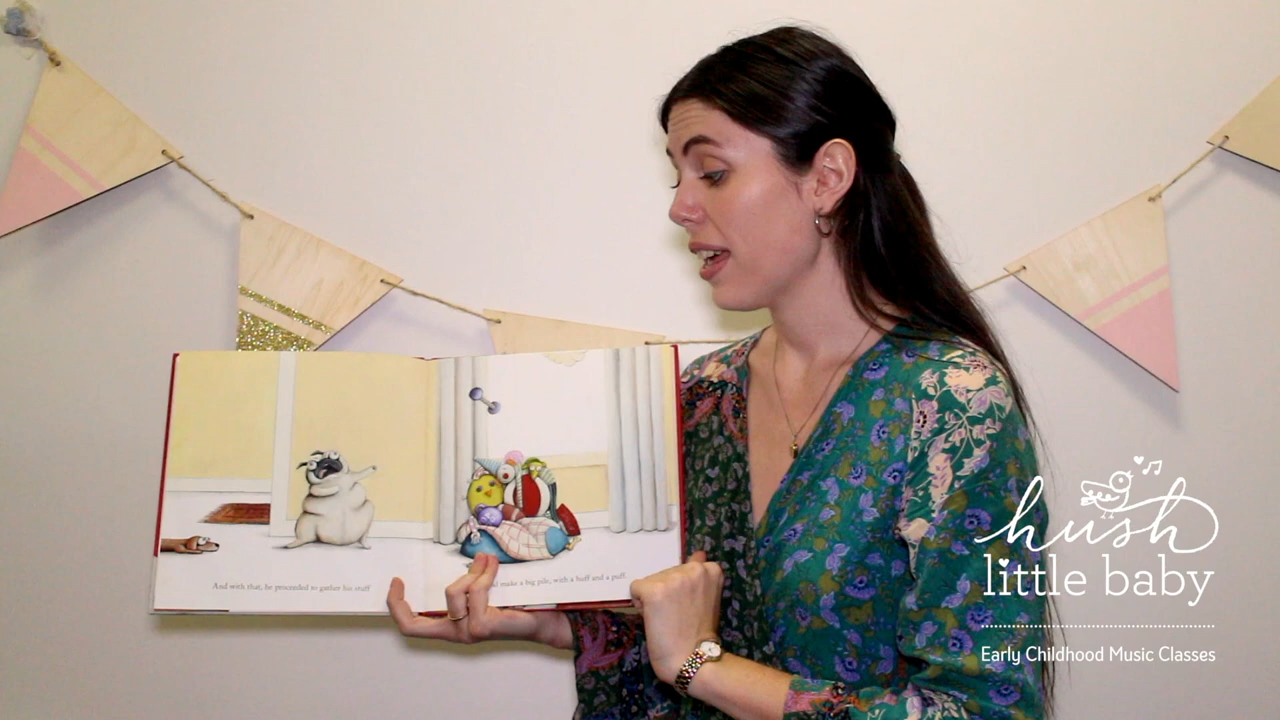 And with that, he proceeded to gather his stuff
make a big pile, with a huff and a puff.
hush
little baby
Early Childhood Music Classes